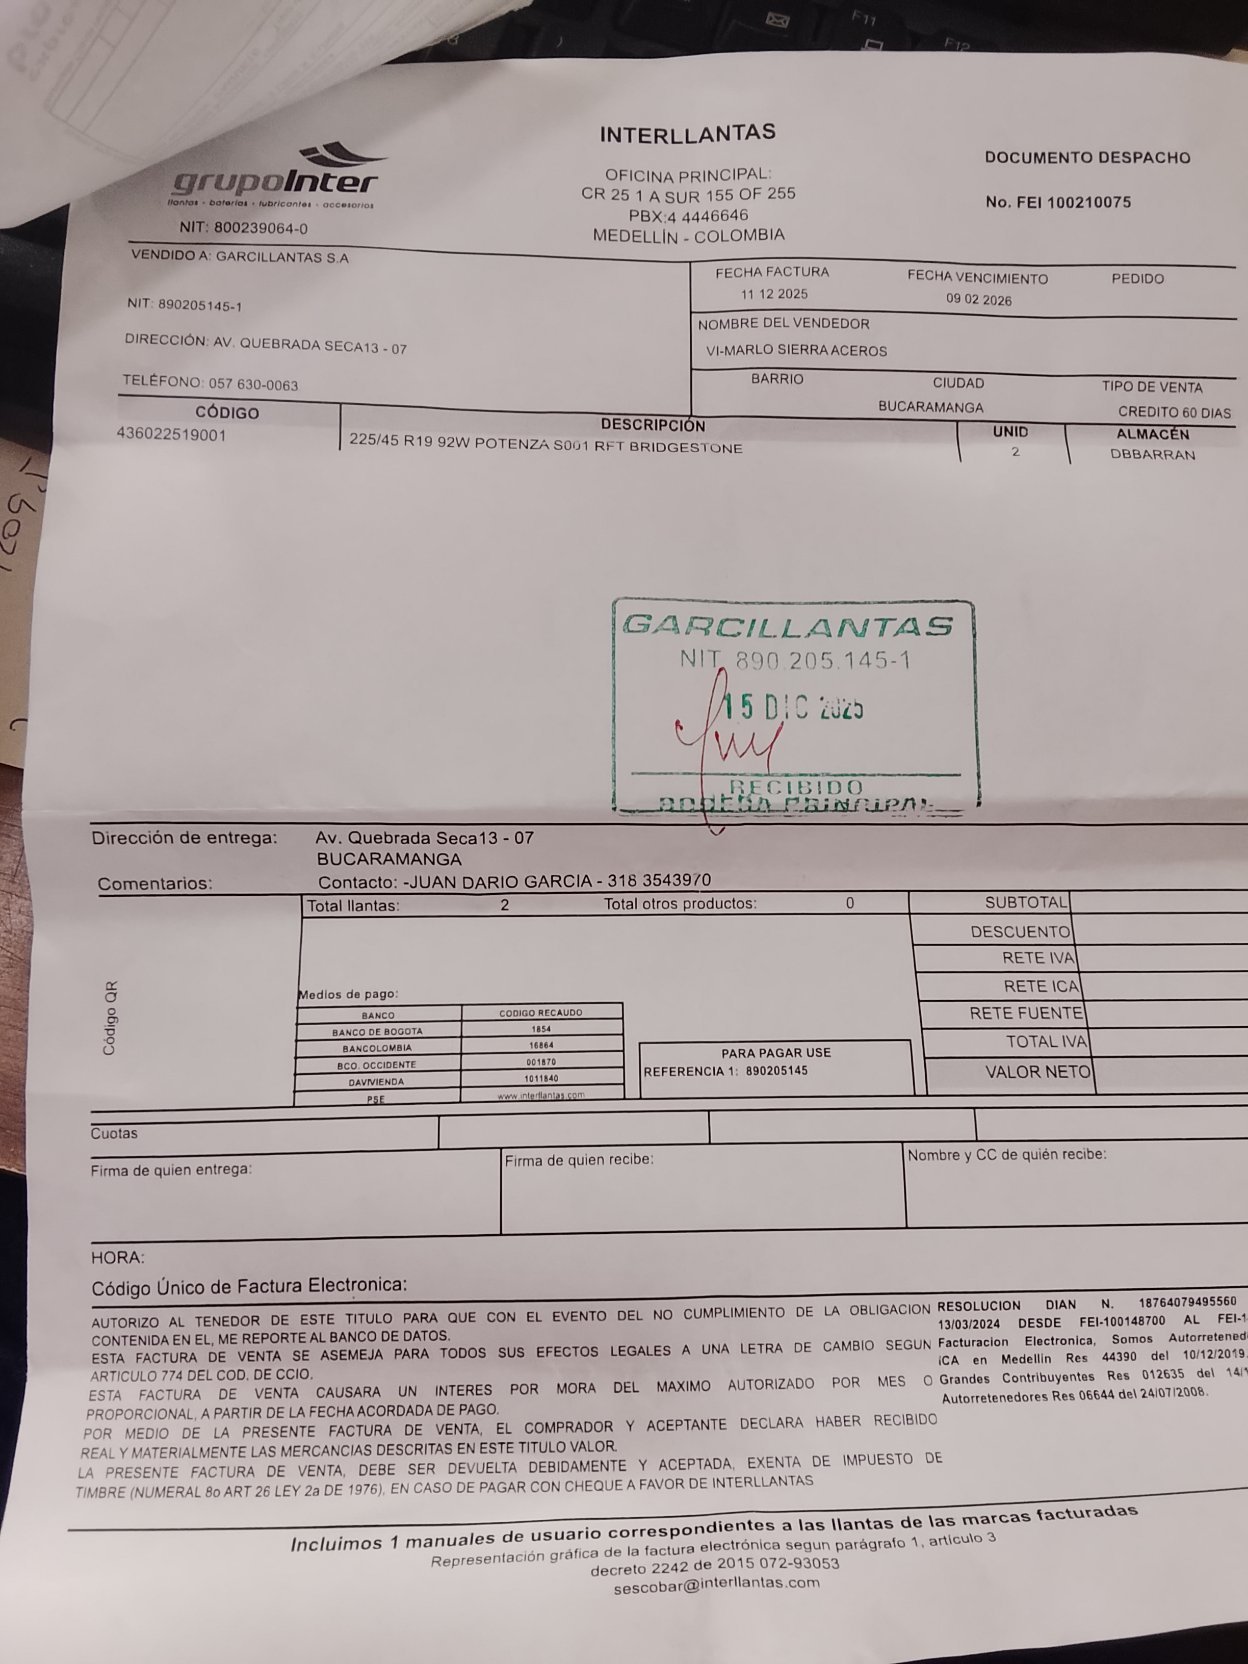 F11
F12
INTERLLANTAS
DOCUMENTO DESPACHO
grupoInter
llantas - baterías - lubricantes - accesorios
OFICINA PRINCIPAL:
CR 25 1 A SUR 155 OF 255
No. FEI 100210075
PBX:4 4446646
NIT: 800239064-0
MEDELLÍN - COLOMBIA
VENDIDO A: GARCILLANTAS S.A
FECHA FACTURA FECHA VENCIMIENTO PEDIDO
11 12 2025 09 02 2026
NIT: 890205145-1
NOMBRE DEL VENDEDOR
DIRECCIÓN: AV. QUEBRADA SECA13 - 07
VI-MARLO SIERRA ACEROS
TELÉFONO: 057 630-0063
BARRIO CIUDAD TIPO DE VENTA
BUCARAMANGA CREDITO 60 DIAS
CÓDIGO DESCRIPCIÓN UNID ALMACÉN
436022519001 225/45 R19 92W POTENZA S001 RFT BRIDGESTONE 2 DBBARRAN
GARCILLANTAS
NIT. 890.205.145-1
15 DIC 2025
RECIBIDO
BODEGA PRINCIPAL
Dirección de entrega: Av. Quebrada Seca13 - 07
BUCARAMANGA
Comentarios: Contacto: -JUAN DARIO GARCIA - 318 3543970
Total llantas: 2 Total otros productos: 0 SUBTOTAL
DESCUENTO
RETE IVA
RETE ICA
RETE FUENTE
TOTAL IVA
VALOR NETO
Código QR
Medios de pago:
BANCO CODIGO RECAUDO
BANCO DE BOGOTA 1854
BANCOLOMBIA 16864
BCO. OCCIDENTE 001870
DAVIVIENDA 1011840
PSE www.interllantas.com
PARA PAGAR USE
REFERENCIA 1: 890205145
Cuotas
Firma de quien entrega: Firma de quien recibe: Nombre y CC de quién recibe:
HORA:
Código Único de Factura Electronica:
AUTORIZO AL TENEDOR DE ESTE TITULO PARA QUE CON EL EVENTO DEL NO CUMPLIMIENTO DE LA OBLIGACION
CONTENIDA EN EL, ME REPORTE AL BANCO DE DATOS.
ESTA FACTURA DE VENTA SE ASEMEJA PARA TODOS SUS EFECTOS LEGALES A UNA LETRA DE CAMBIO SEGUN
ARTICULO 774 DEL COD, DE CCIO.
ESTA FACTURA DE VENTA CAUSARA UN INTERES POR MORA DEL MAXIMO AUTORIZADO POR MES O
PROPORCIONAL, A PARTIR DE LA FECHA ACORDADA DE PAGO.
POR MEDIO DE LA PRESENTE FACTURA DE VENTA, EL COMPRADOR Y ACEPTANTE DECLARA HABER RECIBIDO
REAL Y MATERIALMENTE LAS MERCANCIAS DESCRITAS EN ESTE TITULO VALOR.
LA PRESENTE FACTURA DE VENTA, DEBE SER DEVUELTA DEBIDAMENTE Y ACEPTADA, EXENTA DE IMPUESTO DE
TIMBRE (NUMERAL 8o ART 26 LEY 2a DE 1976), EN CASO DE PAGAR CON CHEQUE A FAVOR DE INTERLLANTAS
RESOLUCION DIAN N. 18764079495560
13/03/2024 DESDE FEI-100148700 AL FEI-1
Facturacion Electronica, Somos Autorretened
ICA en Medellin Res 44390 del 10/12/2019.
Grandes Contribuyentes Res 012635 del 14/1
Autorretenedores Res 06644 del 24/07/2008.
Incluimos 1 manuales de usuario correspondientes a las llantas de las marcas facturadas
Representación gráfica de la factura electrónica segun parágrafo 1, artículo 3
decreto 2242 de 2015 072-93053
sescobar@interllantas.com